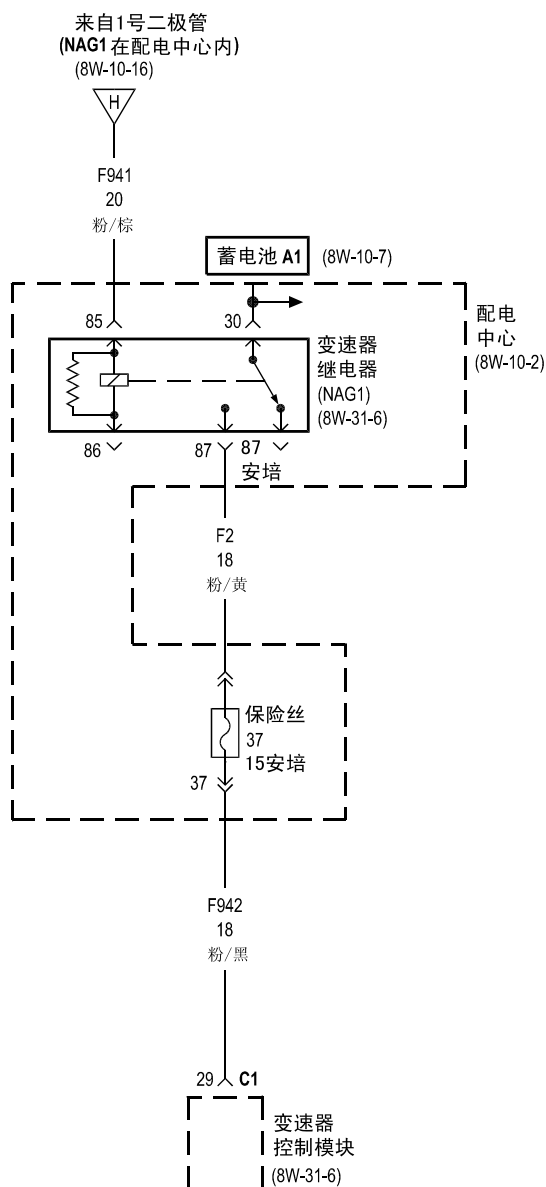 来自1号二极管
(NAG1在配电中心内)
(8W-10-16)
H
F941
20
粉/棕
蓄电池 A1
(8W-10-7)
85
30
配电
中心
(8W-10-2)
变速器
继电器
(NAG1)
(8W-31-6)
86
87
87
安培
F2
18
粉/黄
保险丝
37
15安培
37
F942
18
粉/黑
29
C1
变速器
控制模块
(8W-31-6)